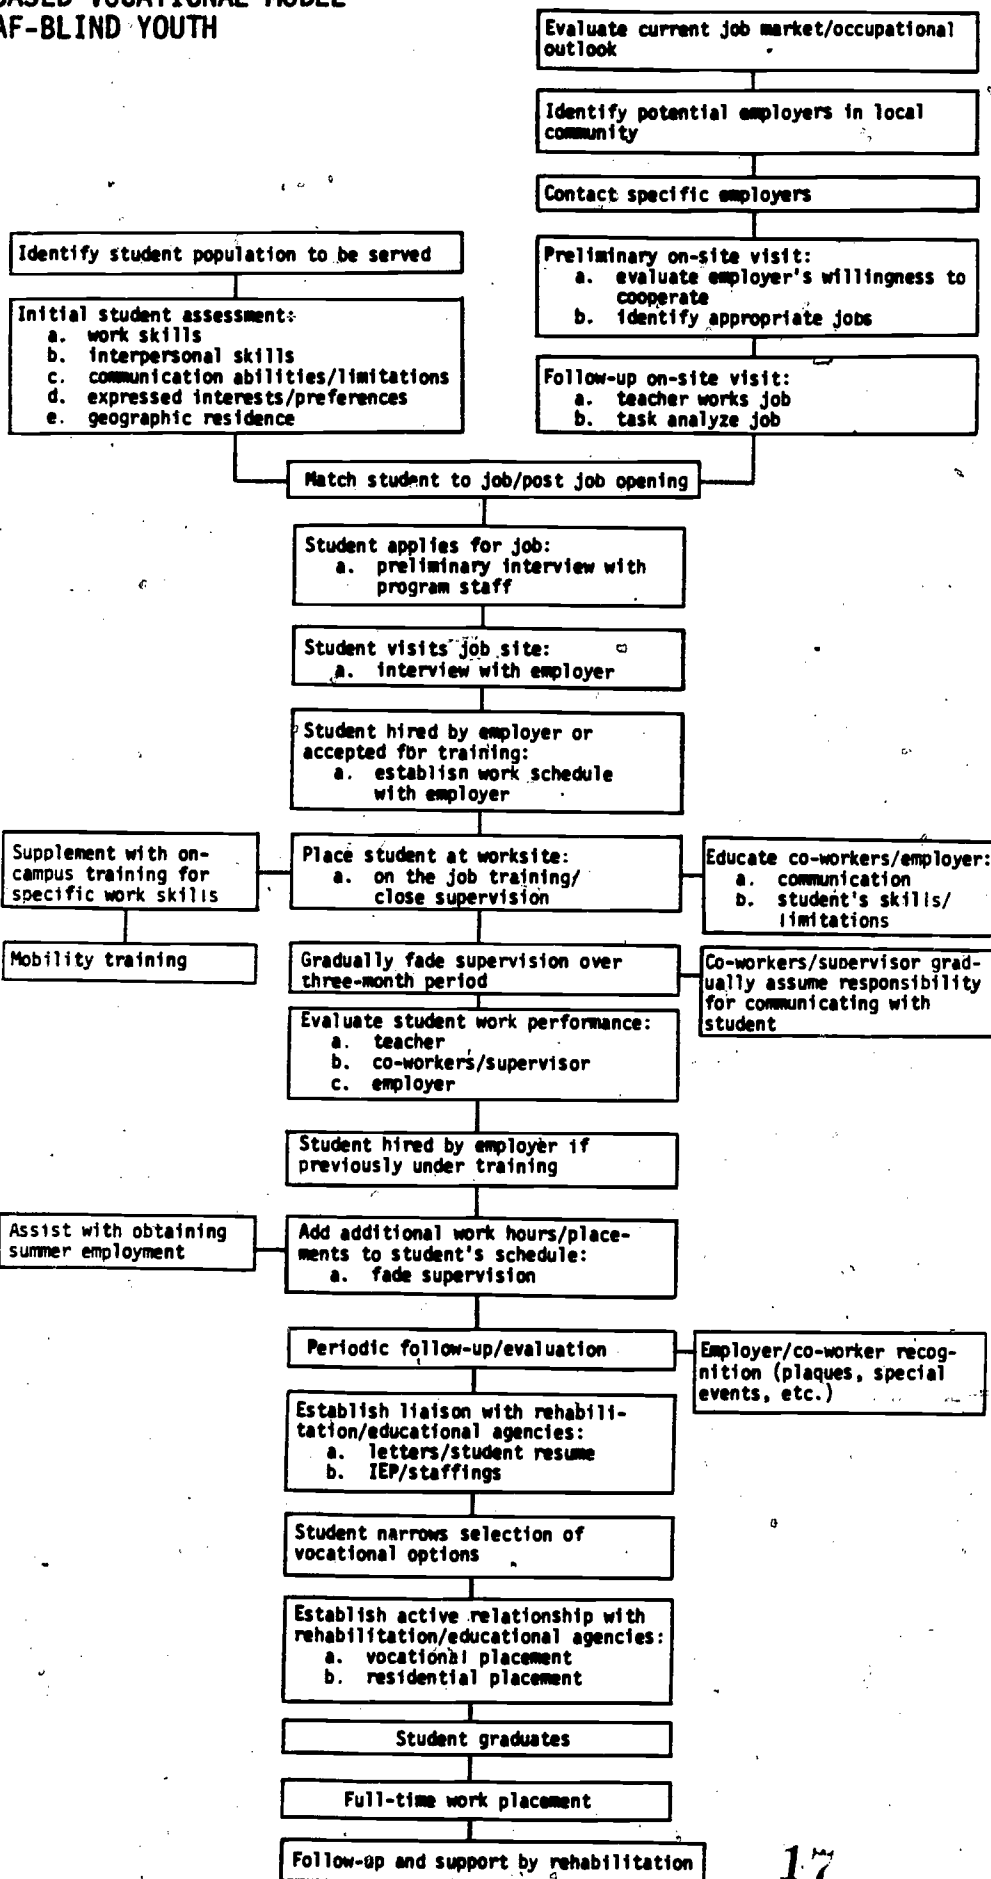 BASED VOCATIONAL MODEL
AF-BLIND YOUTH
Evaluate current job market/occupational
outlook
Identify potential employers in local
community
Contact specific employers
Preliminary on-site visit:
a. evaluate employer's willingness to
cooperate
b. identify appropriate jobs
Follow-up on-site visit:
a. teacher works job
b. task analyze job
Identify student population to be served
Initial student assessment:
a. work skills
b. interpersonal skills
c. communication abilities/limitations
d. expressed interests/preferences
e. geographic residence
Match student to job/post job opening
Student applies for job:
a. preliminary interview with
program staff
Student visits job site:
a. interview with employer
Student hired by employer or
accepted for training:
a. establisn work schedule
with employer
Supplement with on-
campus training for
specific work skills
Mobility training
Place student at worksite:
a. on the job training/
close supervision
Educate co-workers/employer:
a. communication
b. student's skills/
limitations
Gradually fade supervision over
three-month period
Co-workers/supervisor grad-
ually assume responsibility
for communicating with
student
Evaluate student work performance:
a. teacher
b. co-workers/supervisor
c. employer
Student hired by employer if
previously under training
Assist with obtaining
summer employment
Add additional work hours/place-
ments to student's schedule:
a. fade supervision
Periodic follow-up/evaluation
Employer/co-worker recog-
nition (plaques, special
events, etc.)
Establish liaison with rehabili-
tation/educational agencies:
a. letters/student resume
b. IEP/staffings
Student narrows selection of
vocational options
Establish active relationship with
rehabilitation/educational agencies:
a. vocational placement
b. residential placement
Student graduates
Full-time work placement
Follow-up and support by rehabilitation
17